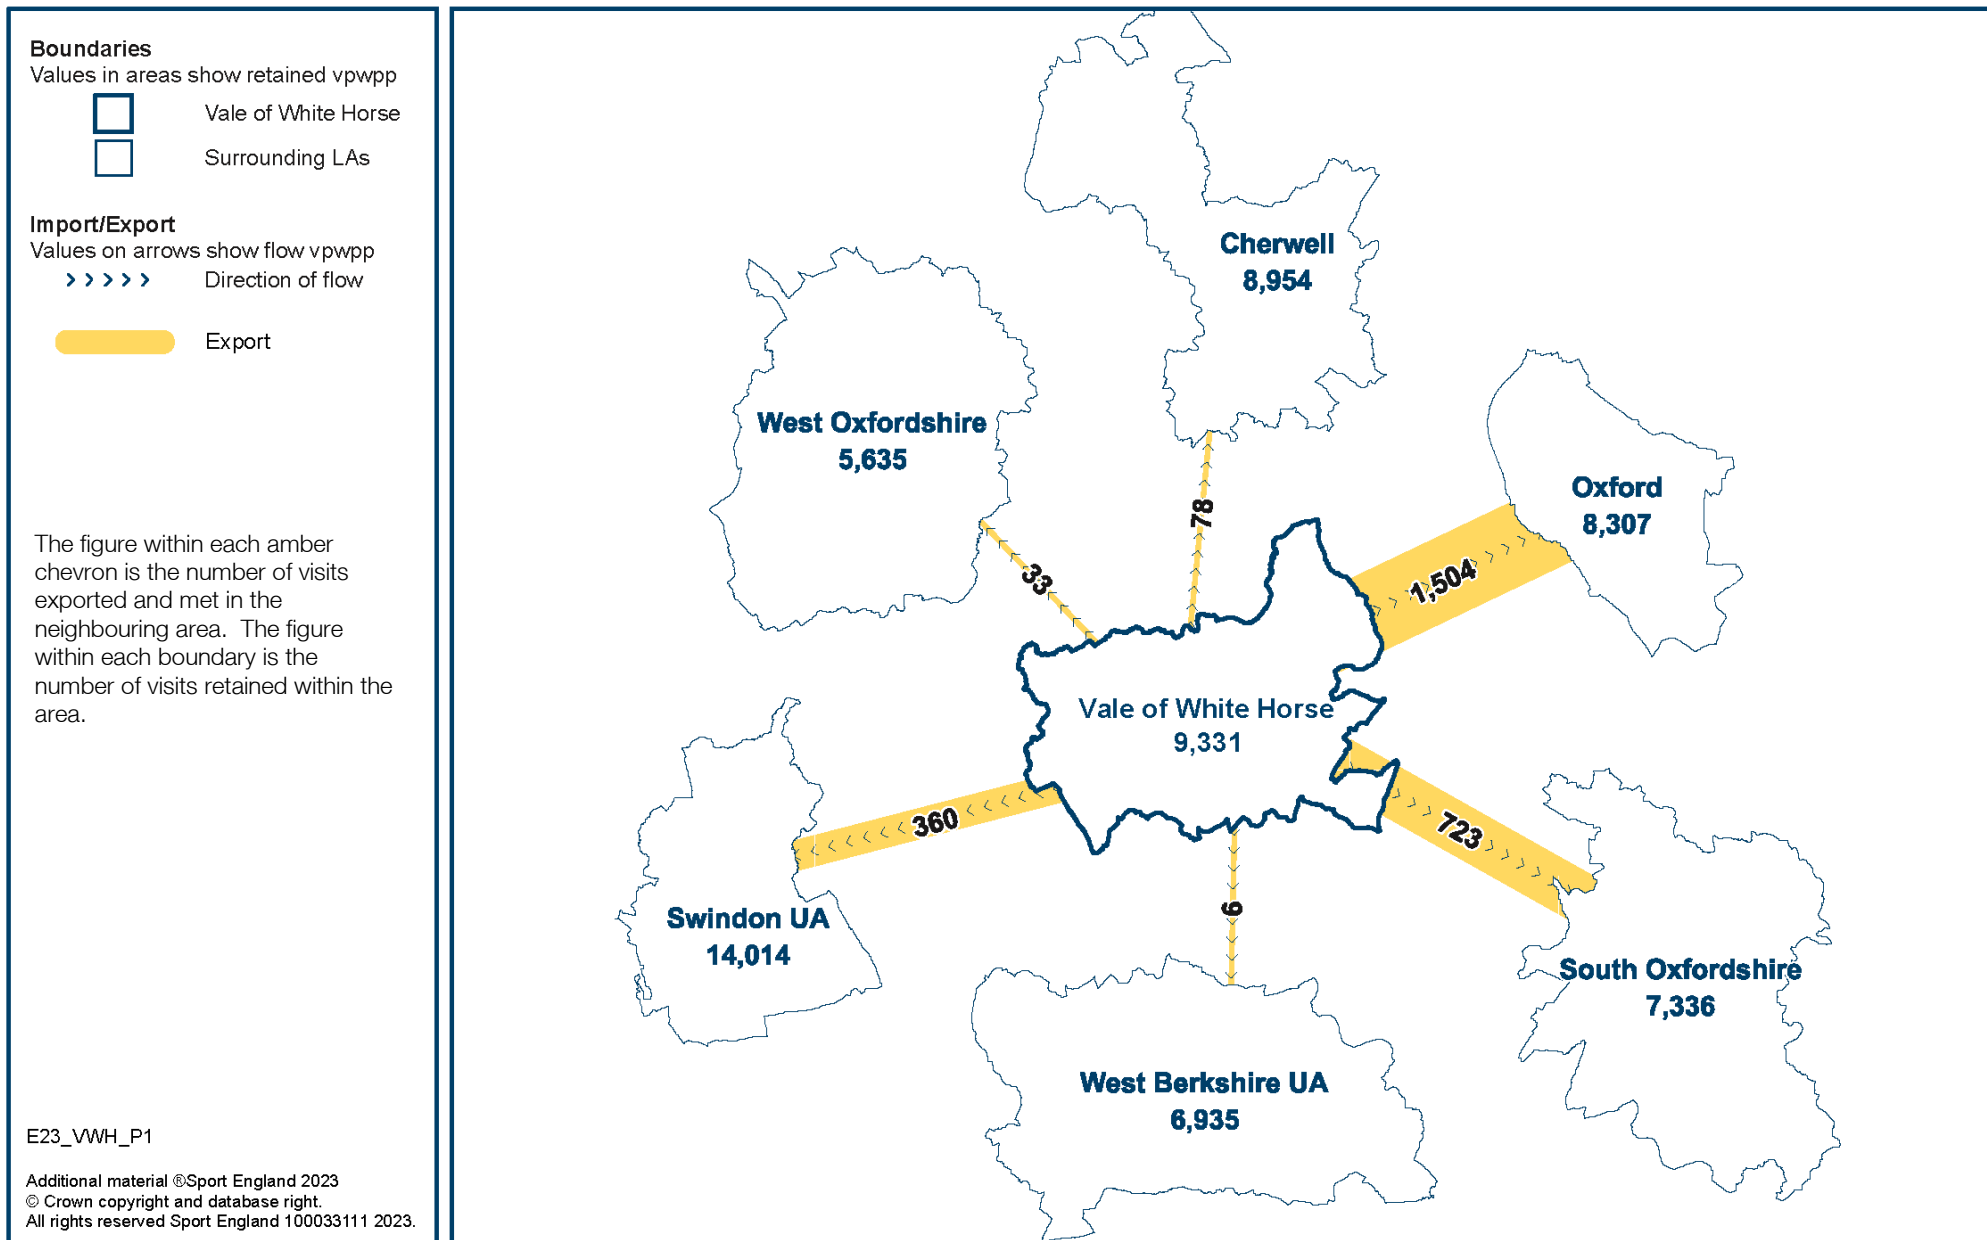 Boundaries
Values in areas show retained vpwpp
Vale of White Horse
Surrounding LAs
Import/Export
Values on arrows show flow vpwpp
Direction of flow
Export
The figure within each amber
chevron is the number of visits
exported and met in the
neighbouring area. The figure
within each boundary is the
number of visits retained within the
area.
E23_VWH_P1
Additional material ®Sport England 2023
© Crown copyright and database right.
All rights reserved Sport England 100033111 2023.
Cherwell
8,954
West Oxfordshire
5,635
Oxford
8,307
78
33
1,504
Vale of White Horse
9,331
360
723
6
Swindon UA
14,014
South Oxfordshire
7,336
West Berkshire UA
6,935